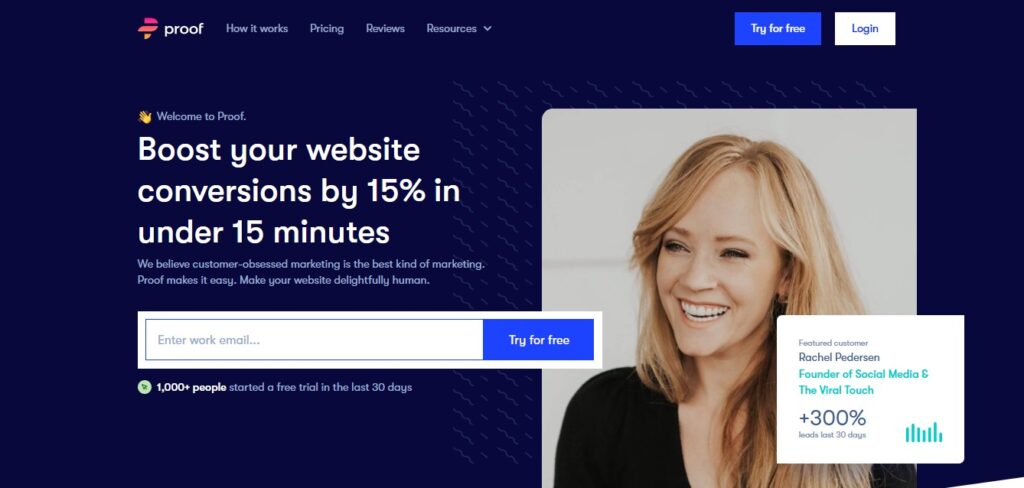 proof
How it works
Pricing
Reviews
Resources
Try for free
Login
Welcome to Proof.
Boost your website
conversions by 15% in
under 15 minutes
We believe customer-obsessed marketing is the best kind of marketing.
Proof makes it easy. Make your website delightfully human.
Enter work email...
Try for free
1,000+ people started a free trial in the last 30 days
Featured customer
Rachel Pedersen
Founder of Social Media &
The Viral Touch
+300%
leads last 30 days